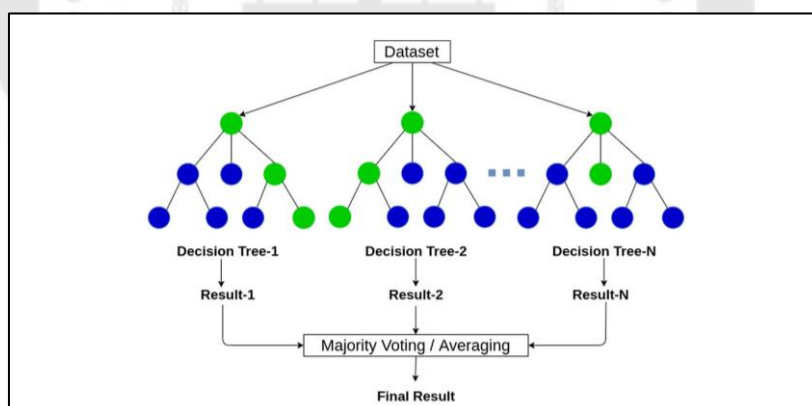 Dataset
Decision Tree-1 Decision Tree-2 Decision Tree-N
Result-1 Result-2 Result-N
Majority Voting / Averaging
Final Result